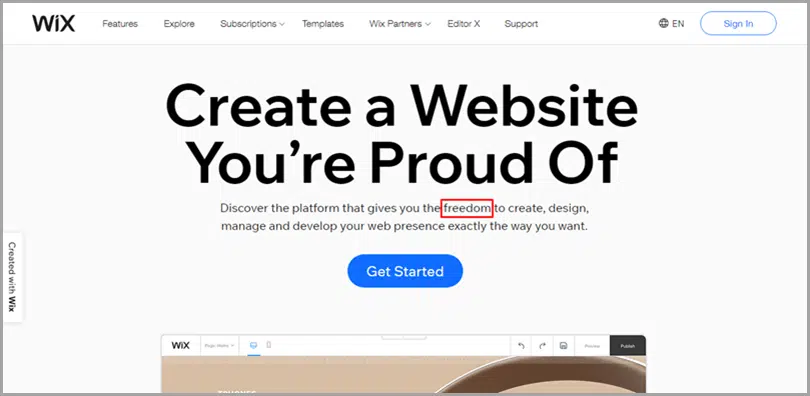 WiX Features Explore Subscriptions Templates Wix Partners Editor X Support EN Sign In
Create a Website
You're Proud Of
Discover the platform that gives you the freedom to create, design,
manage and develop your web presence exactly the way you want.
Get Started
Created with Wix
WiX Preview Publish